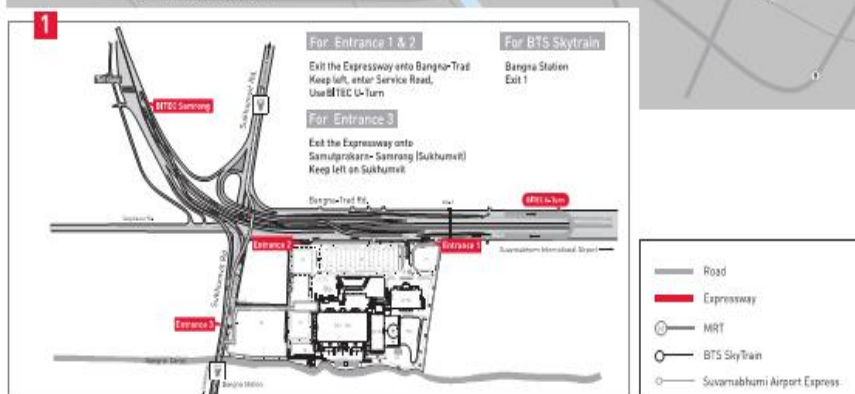 1
For Entrance 1 & 2
Exit the Expressway onto Bangna-Trad
Keep left, enter Service Road,
Use BITEC U-Turn
For Entrance 3
Exit the Expressway onto
Samutprakarn- Samrong (Sukhumvit)
Keep left on Sukhumvit
For BTS Skytrain
Bangna Station
Exit 1
BITEC Samrong
Sukhumvit Rd.
Bangna-Trad Rd.
BITEC U-Turn
Entrance 2
Entrance 1
Suvarnabhumi International Airport
Sukhumvit Rd.
Entrance 3
Bangna Station
Road
Expressway
MRT
BTS SkyTrain
Suvarnabhumi Airport Express